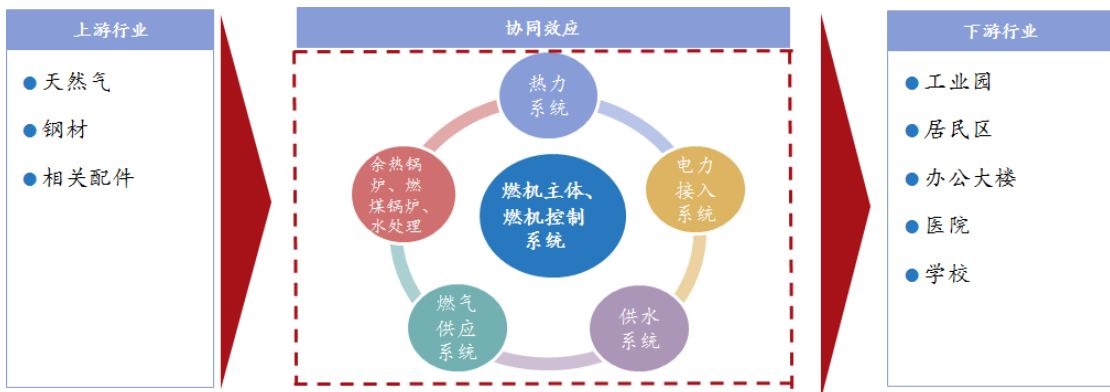 上游行业
天然气
钢材
相关配件
协同效应
热力
系统
电力
接入
系统
供水
系统
燃气
供应
系统
余热锅
炉、燃
煤锅炉、
水处理
燃机主体、
燃机控制
系统
下游行业
工业园
居民区
办公大楼
医院
学校